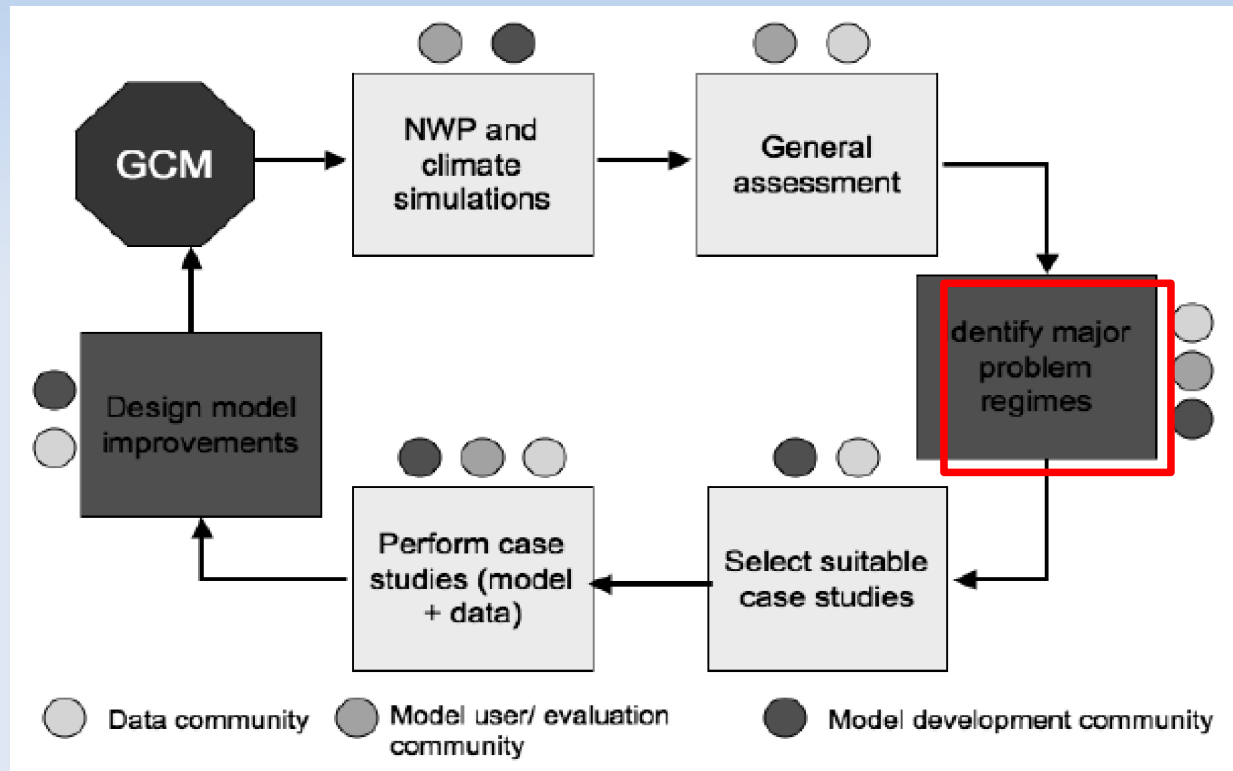 GCM
NWP and
climate
simulations
General
assessment
dentify major
problem
regimes
Select suitable
case studies
Perform case
studies (model
+ data)
Design model
improvements
Data community
Model user/ evaluation
community
Model development community